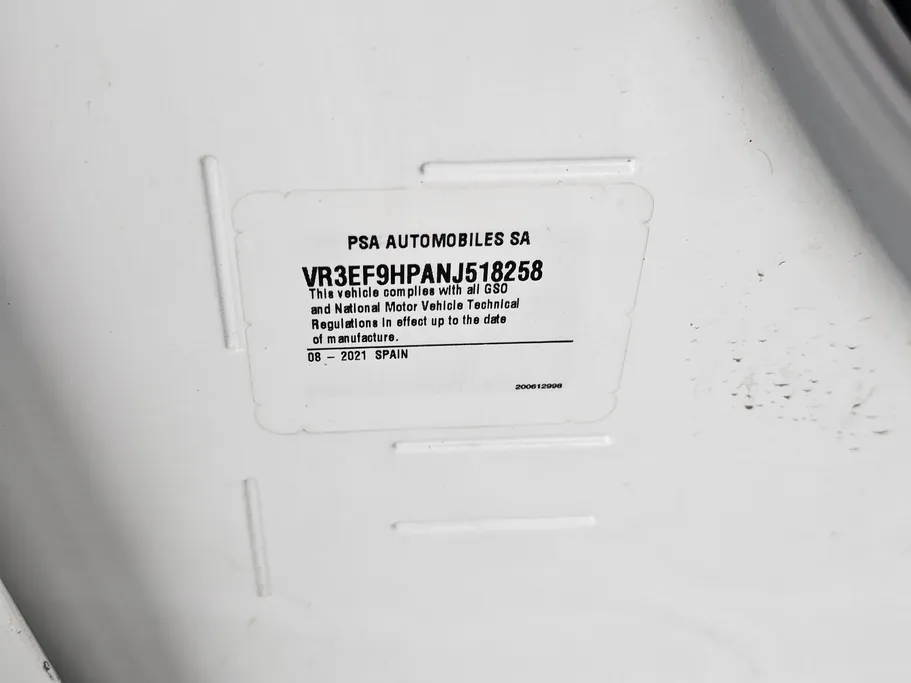 PSA AUTOMOBILES SA
VR3EF9HPANJ518258
This vehicle complies with all GSO
and National Motor Vehicle Technical
Regulations in effect up to the date
of manufacture.
08 - 2021 SPAIN
200612998